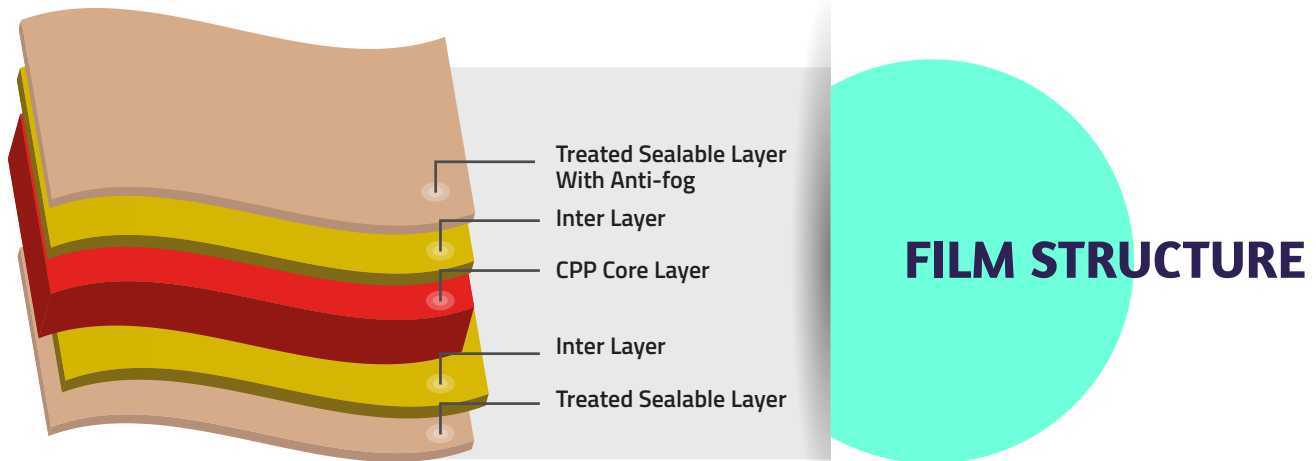 Treated Sealable Layer
With Anti-fog
Inter Layer
CPP Core Layer
Inter Layer
Treated Sealable Layer
FILM STRUCTURE